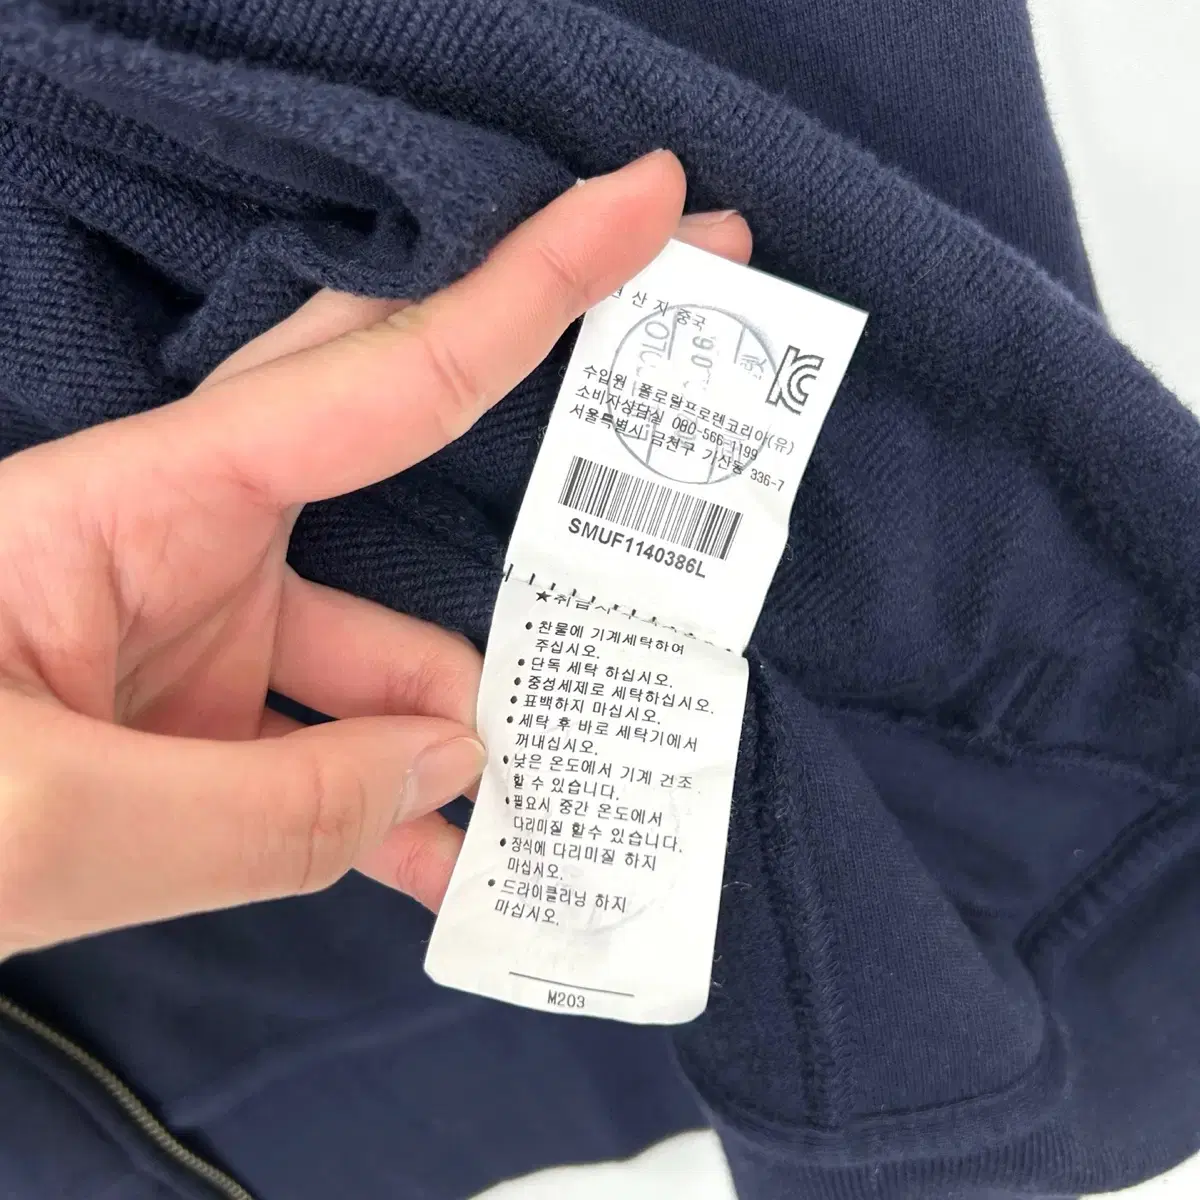 산지 중국
수입원 폴로랄프로렌코리아(유)
소비자상담실 080-566-1199
서울특별시 금천구 가산동 336-7
SMUF1140386L
★취급시
• 찬물에 기계세탁하여
주십시오.
• 단독 세탁 하십시오.
• 중성세제로 세탁하십시오.
• 표백하지 마십시오.
• 세탁 후 바로 세탁기에서
꺼내십시오.
• 낮은 온도에서 기계 건조
할 수 있습니다.
• 필요시 중간 온도에서
다리미질 할수 있습니다.
• 장식에 다리미질 하지
마십시오.
• 드라이클리닝 하지
마십시오.
M203